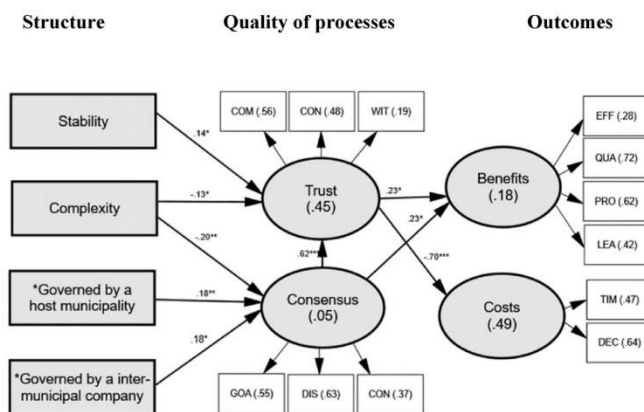 Structure
Quality of processes
Outcomes
COM (.56)
CON (.48)
WIT (.19)
EFF (.28)
Stability
.14*
QUA (.72)
Trust
(.45)
.23*
Benefits
(.18)
-.13*
PRO (.62)
Complexity
.23*
LEA (.42)
-.20**
.62***
-.70***
*Governed by a
host municipality
.18**
Consensus
(.05)
Costs
(.49)
TIM (.47)
.18*
DEC (.64)
*Governed by a inter-
municipal company
GOA (.55)
DIS (.63)
CON (.37)